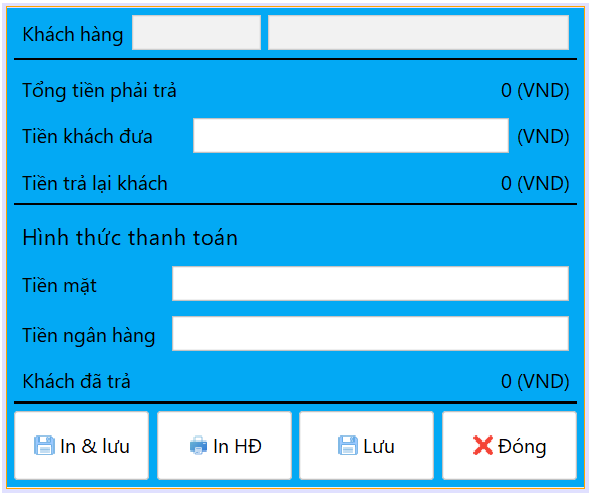 Khách hàng
Tổng tiền phải trả 0 (VND)
Tiền khách đưa (VND)
Tiền trả lại khách 0 (VND)
Hình thức thanh toán
Tiền mặt
Tiền ngân hàng
Khách đã trả 0 (VND)
In & lưu In HĐ Lưu Đóng